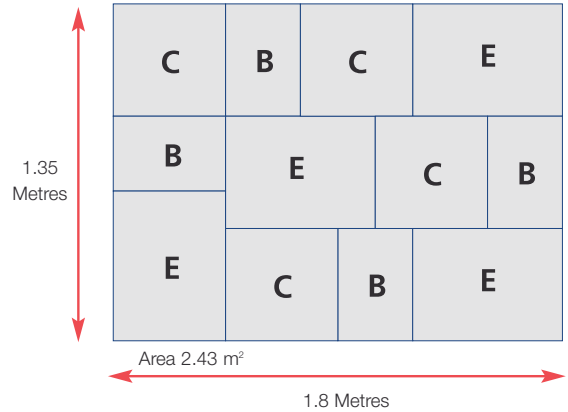 C B C E
B E C B
1.35
Metres
E C B E
Area 2.43 m²
1.8 Metres